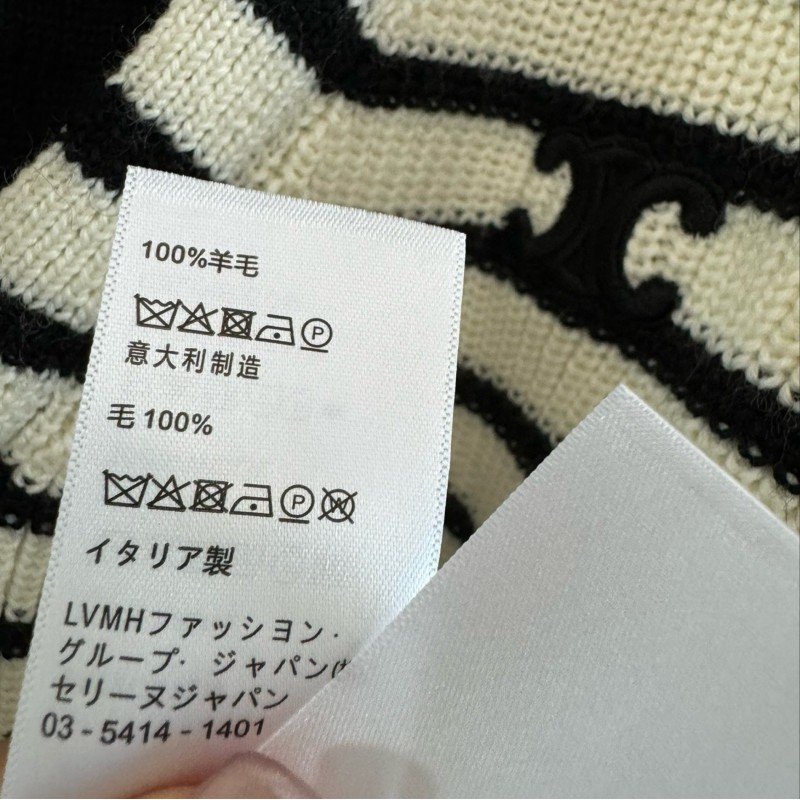 100%羊毛
P
意大利制造
毛 100%
P W
イタリア製
LVMHファッション・
グループ・ジャパン(
セリーヌジャパン
03-5414-1401